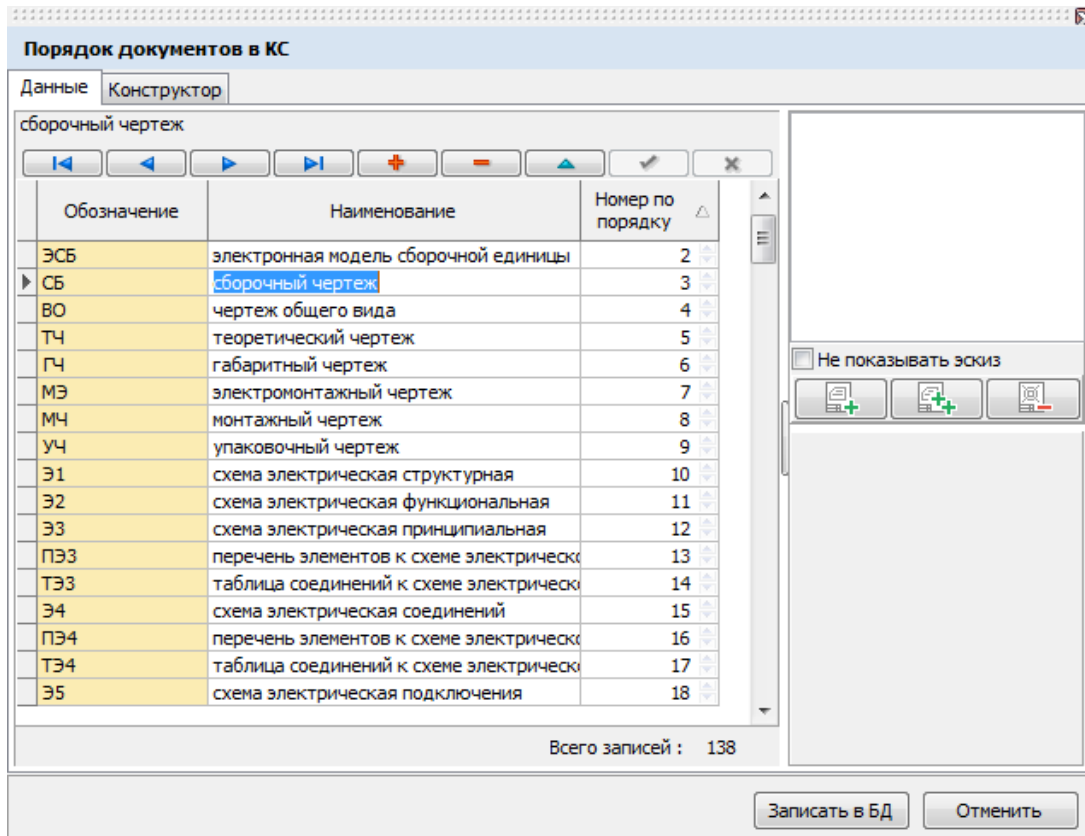 Порядок документов в КС
Данные Конструктор
сборочный чертеж
Обозначение Наименование Номер по порядку
ЭСБ электронная модель сборочной единицы 2
СБ сборочный чертеж 3
ВО чертеж общего вида 4
ТЧ теоретический чертеж 5
ГЧ габаритный чертеж 6
МЭ электромонтажный чертеж 7
МЧ монтажный чертеж 8
УЧ упаковочный чертеж 9
Э1 схема электрическая структурная 10
Э2 схема электрическая функциональная 11
Э3 схема электрическая принципиальная 12
ПЭ3 перечень элементов к схеме электрическо 13
ТЭ3 таблица соединений к схеме электрическо 14
Э4 схема электрическая соединений 15
ПЭ4 перечень элементов к схеме электрическо 16
ТЭ4 таблица соединений к схеме электрическо 17
Э5 схема электрическая подключения 18
Всего записей : 138
Не показывать эскиз
Записать в БД Отменить